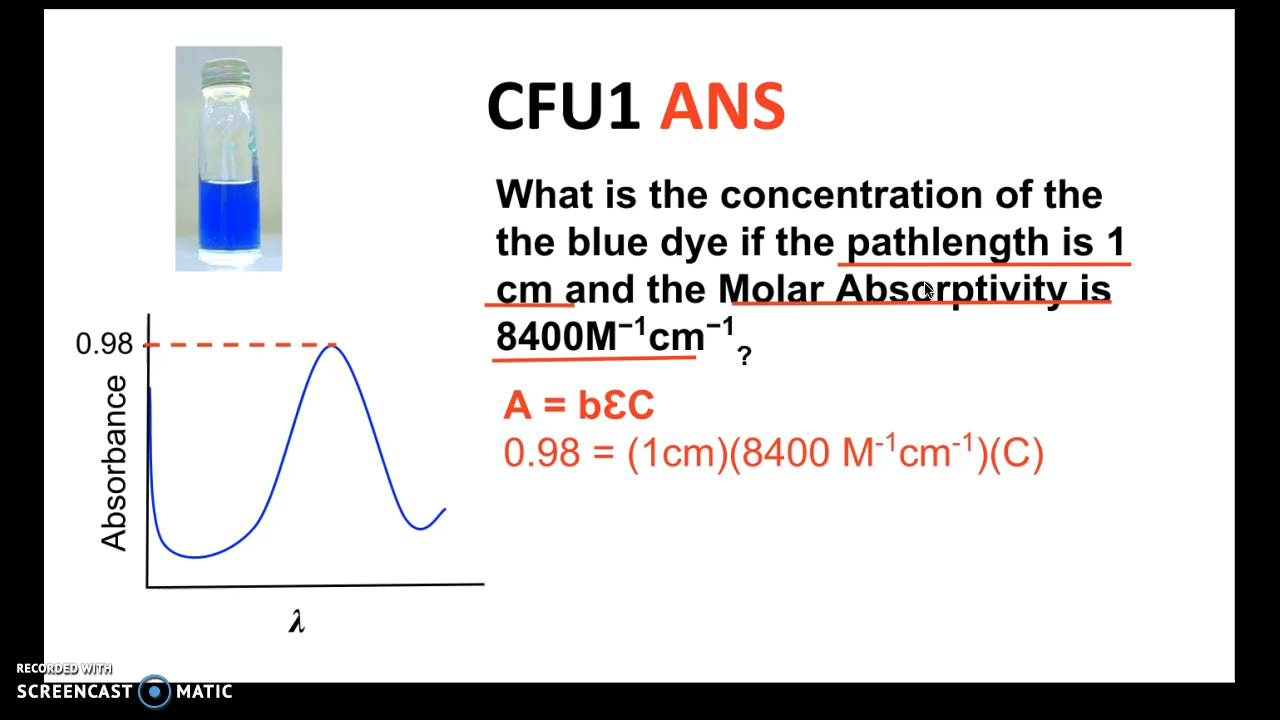 CFU1 ANS
What is the concentration of the
the blue dye if the pathlength is 1
cm and the Molar Absorptivity is
8400M⁻¹cm⁻¹?
A = bƐC
0.98 = (1cm)(8400 M⁻¹cm⁻¹)(C)
0.98
Absorbance
λ
RECORDED WITH
SCREENCAST MATIC